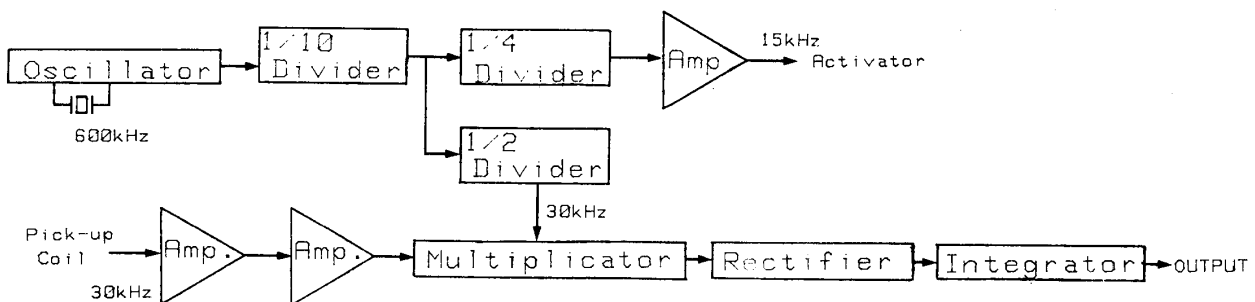 Oscillator
600kHz
1/10
Divider
1/4
Divider
Amp
15kHz
Activator
1/2
Divider
30kHz
Pick-up
Coil
30kHz
Amp.
Amp.
Multiplicator
Rectifier
Integrator
OUTPUT